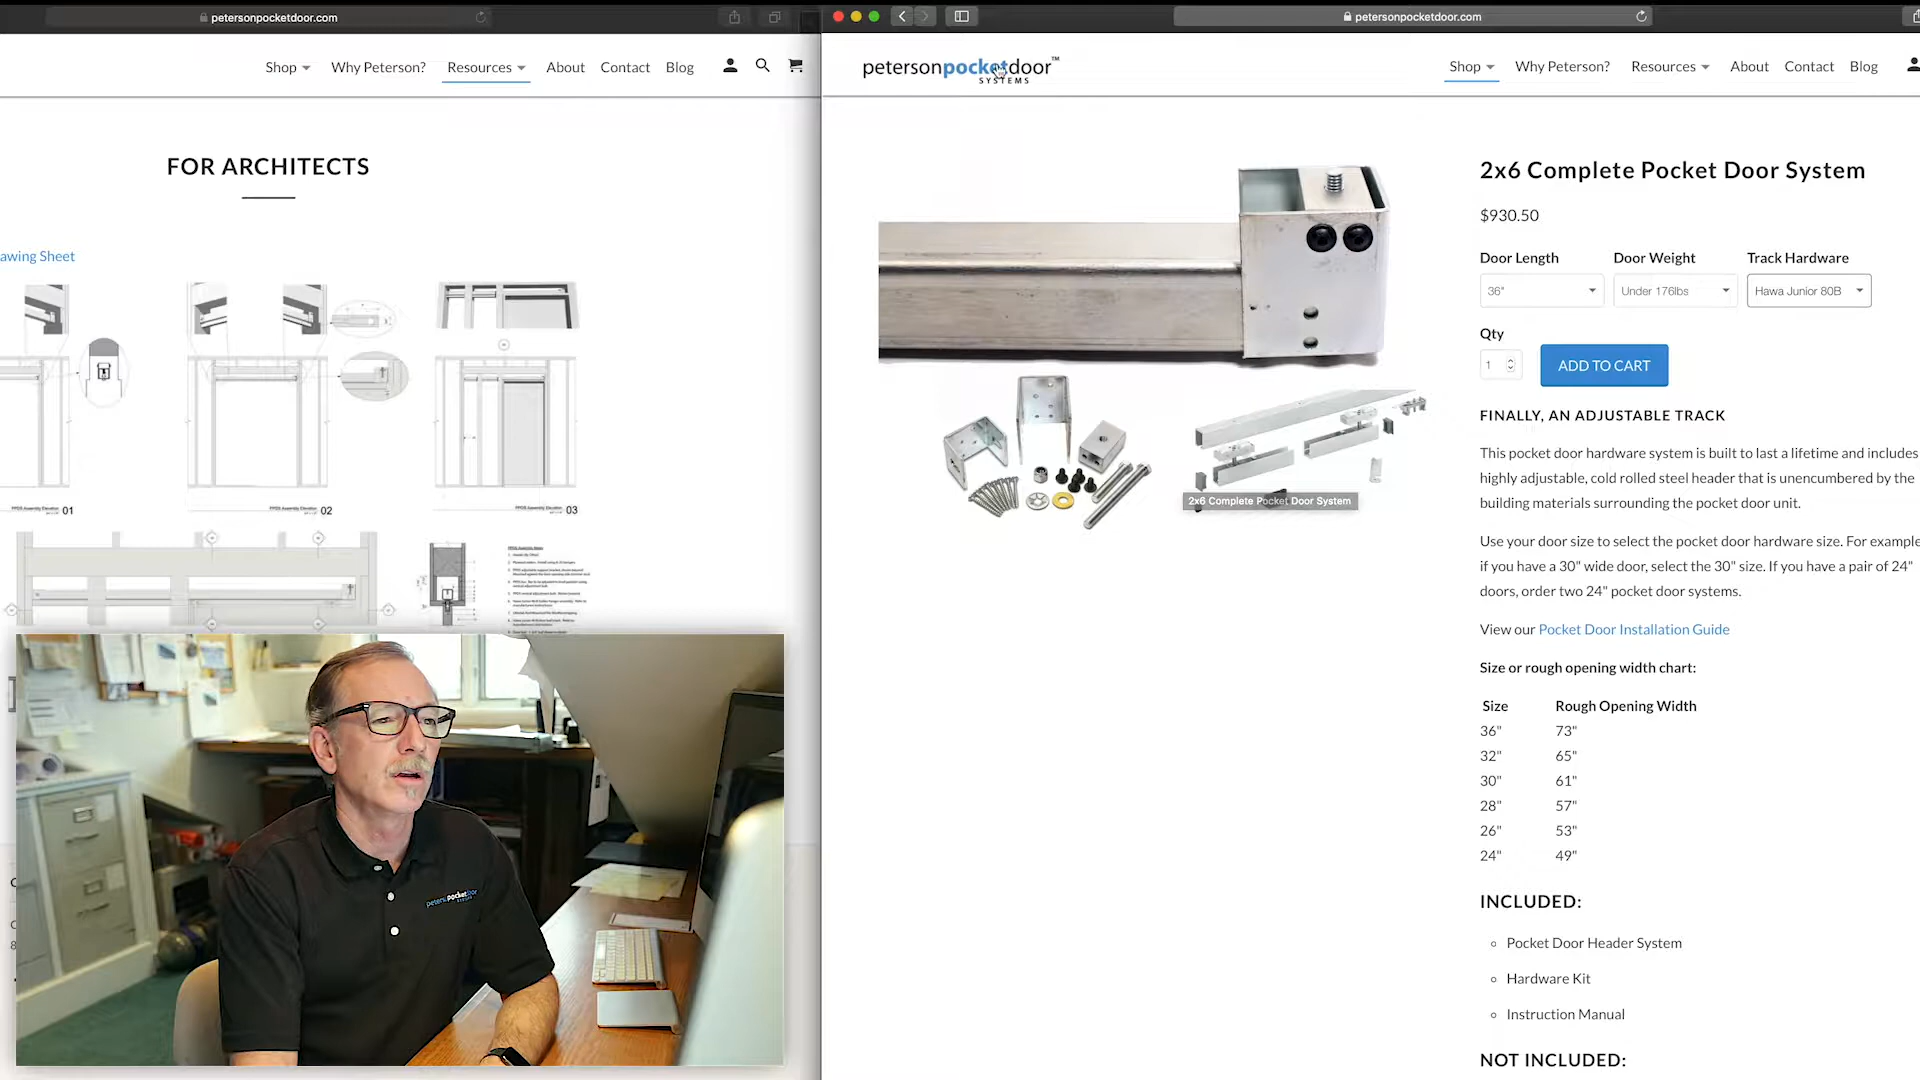 petersonpocketdoor.com
Shop Why Peterson? Resources About Contact Blog
FOR ARCHITECTS
awing Sheet
01
02
03
petersonpocketdoor.com
petersonpocketdoor™
SYSTEMS
Shop Why Peterson? Resources About Contact Blog
2x6 Complete Pocket Door System
2x6 Complete Pocket Door System
$930.50
Door Length Door Weight Track Hardware
36" Under 176lbs Hawa Junior 80B
Qty
1 ADD TO CART
FINALLY, AN ADJUSTABLE TRACK
This pocket door hardware system is built to last a lifetime and includes
highly adjustable, cold rolled steel header that is unencumbered by the
building materials surrounding the pocket door unit.
Use your door size to select the pocket door hardware size. For example
if you have a 30" wide door, select the 30" size. If you have a pair of 24"
doors, order two 24" pocket door systems.
View our Pocket Door Installation Guide
Size or rough opening width chart:
Size Rough Opening Width
36" 73"
32" 65"
30" 61"
28" 57"
26" 53"
24" 49"
INCLUDED:
Pocket Door Header System
Hardware Kit
Instruction Manual
NOT INCLUDED: